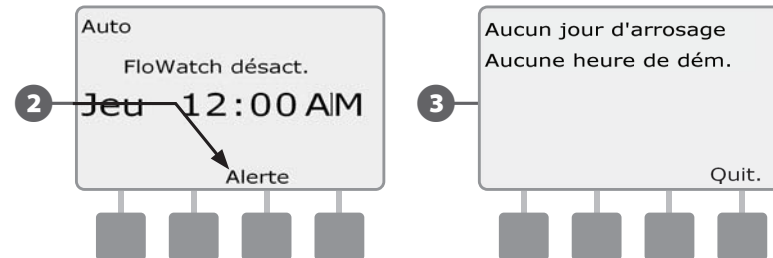 Auto
FloWatch désact.
2
Jeu 12:00 AM
Alerte
3
Aucun jour d'arrosage
Aucune heure de dém.
Quit.